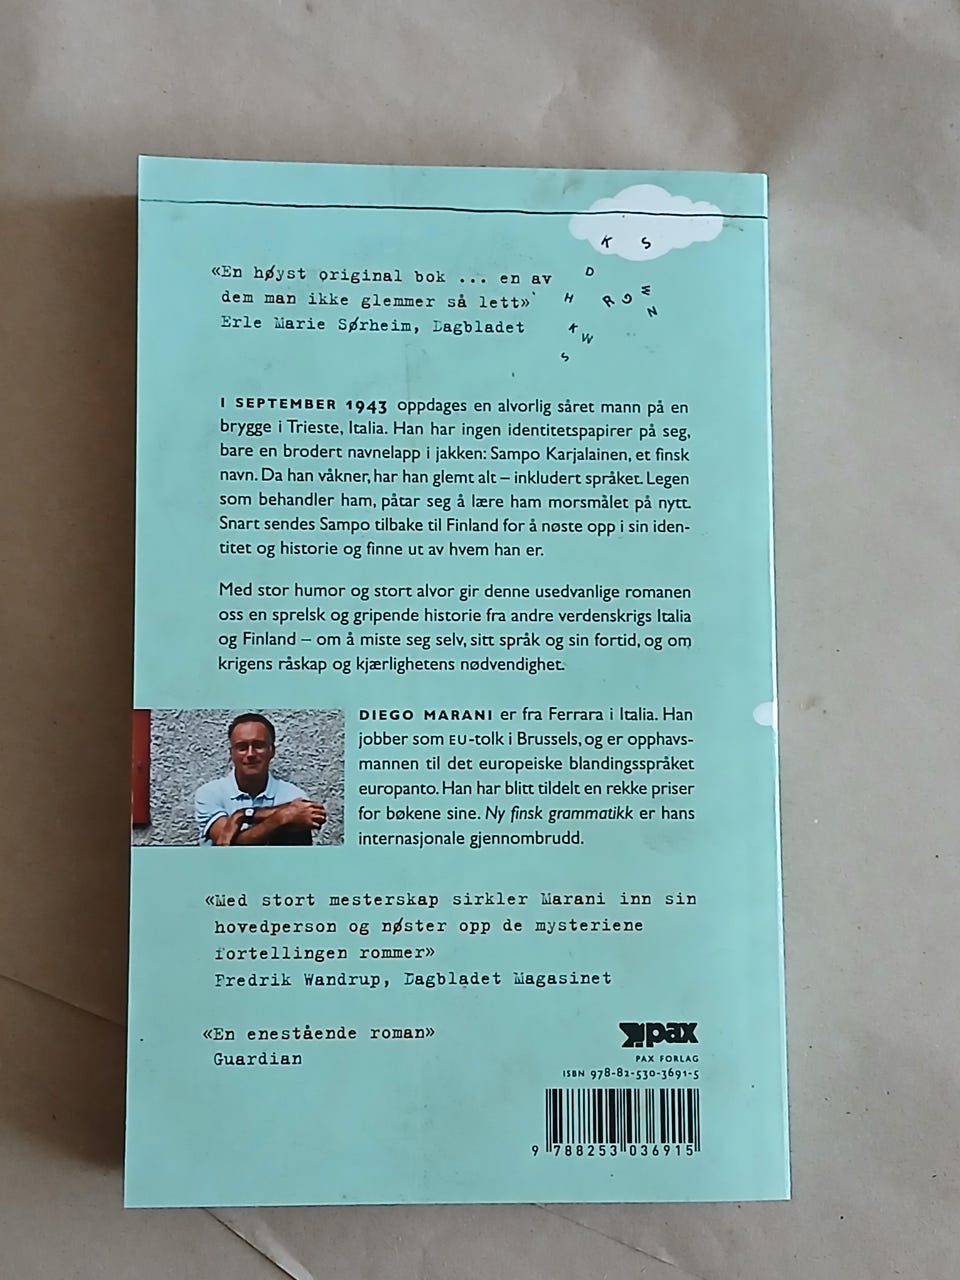 K S
D
H R G M
N
K
W
S
«En høyst original bok ... en av
dem man ikke glemmer så lett»
Erle Marie Sørheim, Dagbladet
I SEPTEMBER 1943 oppdages en alvorlig såret mann på en
brygge i Trieste, Italia. Han har ingen identitetspapirer på seg,
bare en brodert navnelapp i jakken: Sampo Karjalainen, et finsk
navn. Da han våkner, har han glemt alt – inkludert språket. Legen
som behandler ham, påtar seg å lære ham morsmålet på nytt.
Snart sendes Sampo tilbake til Finland for å nøste opp i sin iden-
titet og historie og finne ut av hvem han er.
Med stor humor og stort alvor gir denne usedvanlige romanen
oss en sprelsk og gripende historie fra andre verdenskrigs Italia
og Finland – om å miste seg selv, sitt språk og sin fortid, og om
krigens råskap og kjærlighetens nødvendighet.
DIEGO MARANI er fra Ferrara i Italia. Han
jobber som EU-tolk i Brussels, og er opphavs-
mannen til det europeiske blandingsspråket
europanto. Han har blitt tildelt en rekke priser
for bøkene sine. Ny finsk grammatikk er hans
internasjonale gjennombrudd.
«Med stort mesterskap sirkler Marani inn sin
hovedperson og nøster opp de mysteriene
fortellingen rommer»
Fredrik Wandrup, Dagbladet Magasinet
«En enestående roman»
Guardian
pax
PAX FORLAG
ISBN 978-82-530-3691-5
9 788253 036915